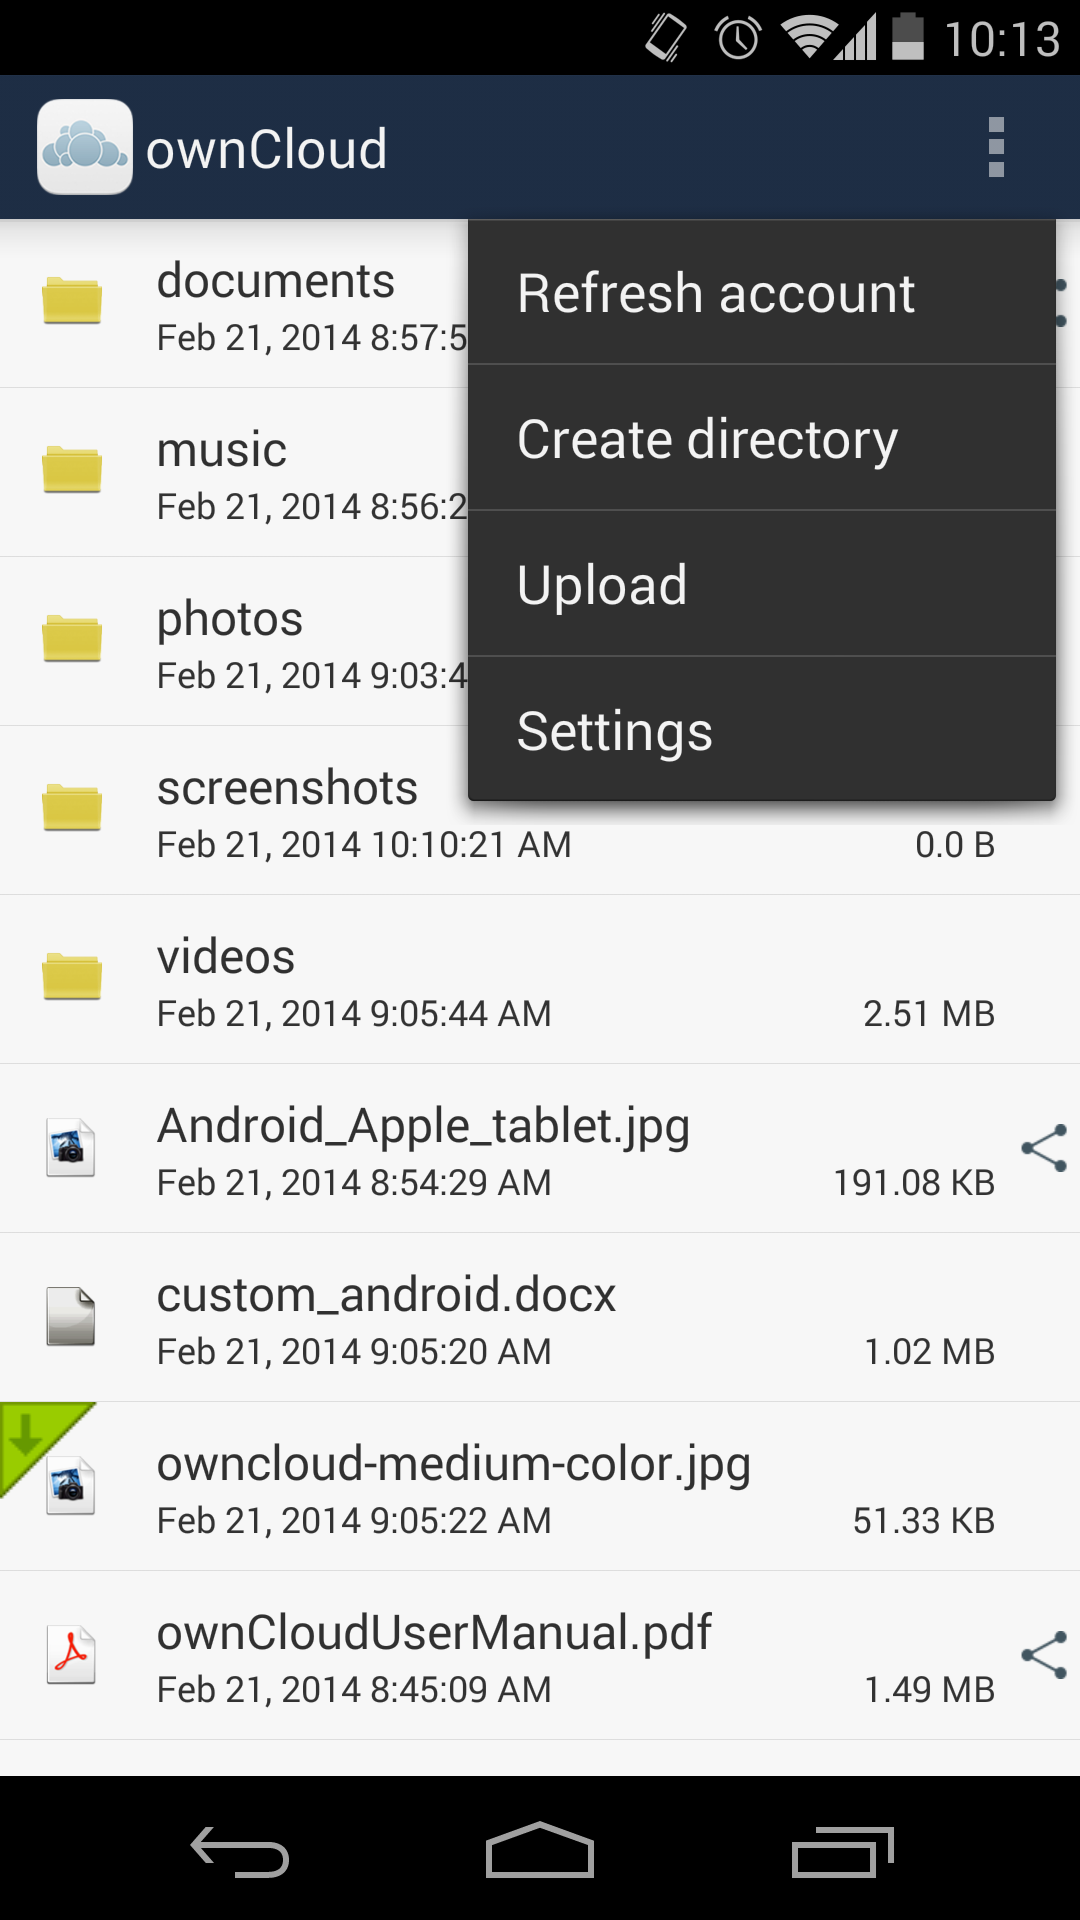 10:13
ownCloud
Refresh account
Create directory
Upload
Settings
documents
Feb 21, 2014 8:57:5
music
Feb 21, 2014 8:56:2
photos
Feb 21, 2014 9:03:4
screenshots
Feb 21, 2014 10:10:21 AM 0.0 B
videos
Feb 21, 2014 9:05:44 AM 2.51 MB
Android_Apple_tablet.jpg
Feb 21, 2014 8:54:29 AM 191.08 KB
custom_android.docx
Feb 21, 2014 9:05:20 AM 1.02 MB
owncloud-medium-color.jpg
Feb 21, 2014 9:05:22 AM 51.33 KB
ownCloudUserManual.pdf
Feb 21, 2014 8:45:09 AM 1.49 MB